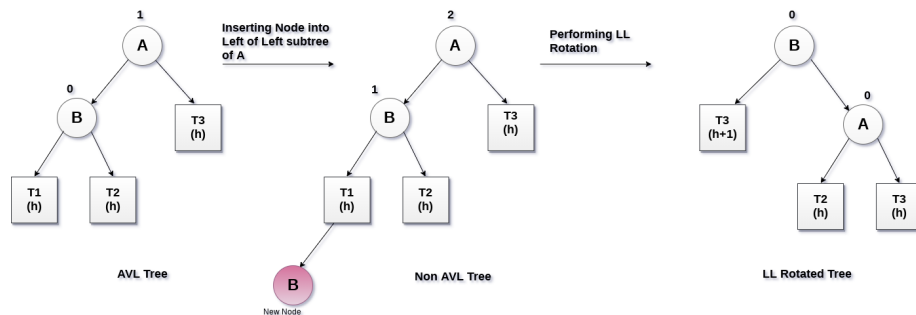 1
A
0
B
T3
(h)
T1
(h)
T2
(h)
AVL Tree
Inserting Node into
Left of Left subtree
of A
2
A
1
B
T3
(h)
T1
(h)
T2
(h)
B
New Node
Non AVL Tree
Performing LL
Rotation
0
B
T3
(h+1)
0
A
T2
(h)
T3
(h)
LL Rotated Tree